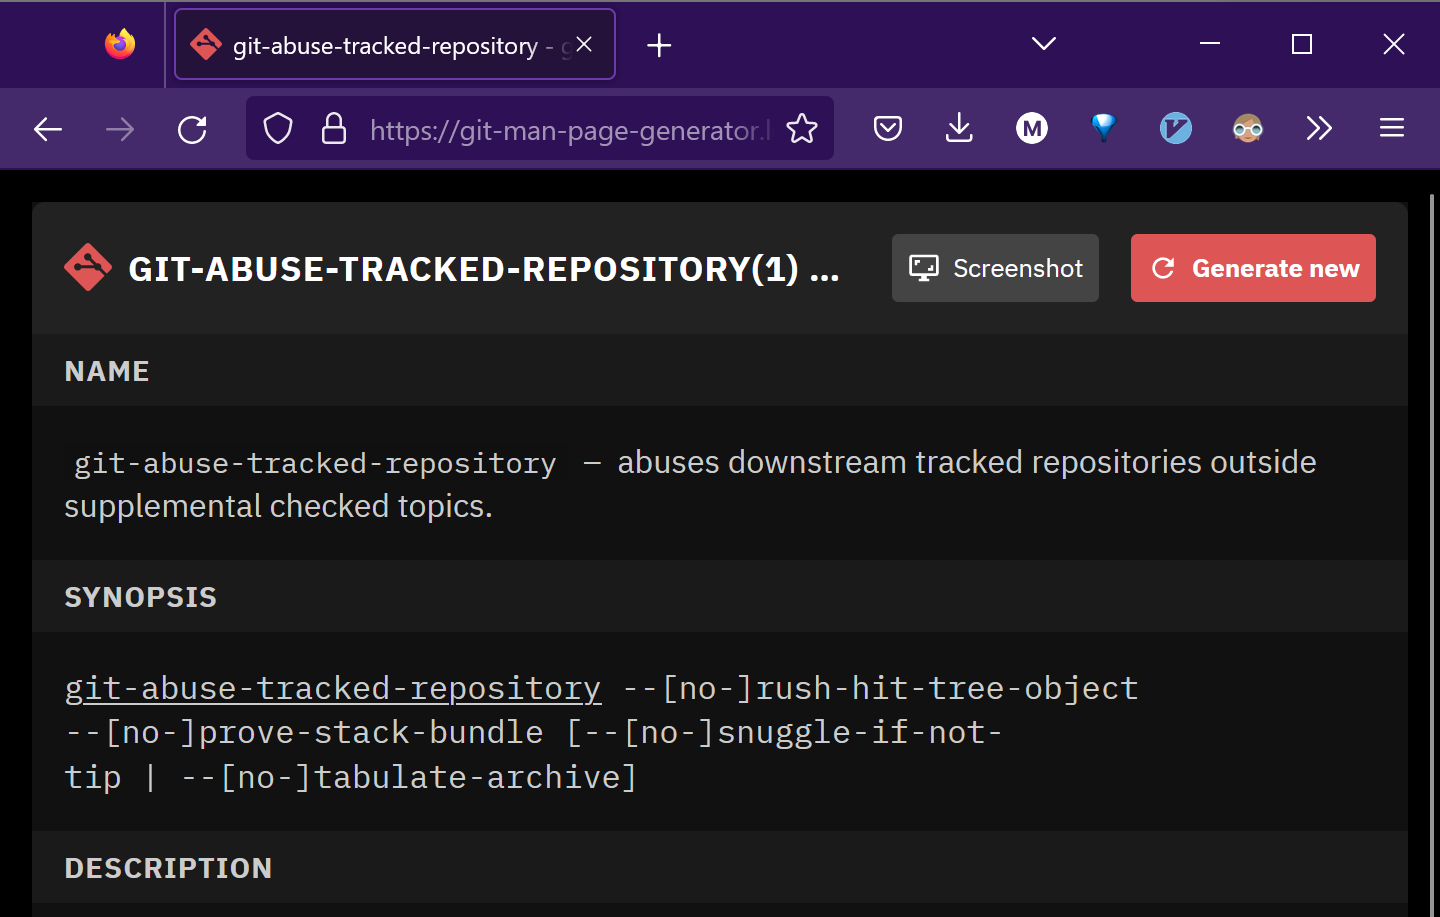 git-abuse-tracked-repository - g
https://git-man-page-generator.l
M
GIT-ABUSE-TRACKED-REPOSITORY(1) ...
Screenshot
Generate new
NAME
git-abuse-tracked-repository – abuses downstream tracked repositories outside
supplemental checked topics.
SYNOPSIS
git-abuse-tracked-repository --[no-]rush-hit-tree-object
--[no-]prove-stack-bundle [--[no-]snuggle-if-not-
tip | --[no-]tabulate-archive]
DESCRIPTION